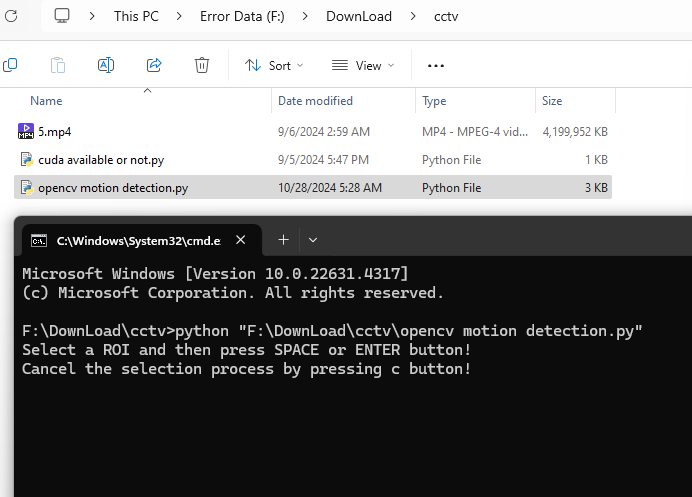 This PC > Error Data (F:) > DownLoad > cctv
Sort View
Name Date modified Type Size
5.mp4 9/6/2024 2:59 AM MP4 - MPEG-4 vid... 4,199,952 KB
cuda available or not.py 9/5/2024 5:47 PM Python File 1 KB
opencv motion detection.py 10/28/2024 5:28 AM Python File 3 KB
C:\Windows\System32\cmd.e
Microsoft Windows [Version 10.0.22631.4317]
(c) Microsoft Corporation. All rights reserved.
F:\DownLoad\cctv>python "F:\DownLoad\cctv\opencv motion detection.py"
Select a ROI and then press SPACE or ENTER button!
Cancel the selection process by pressing c button!